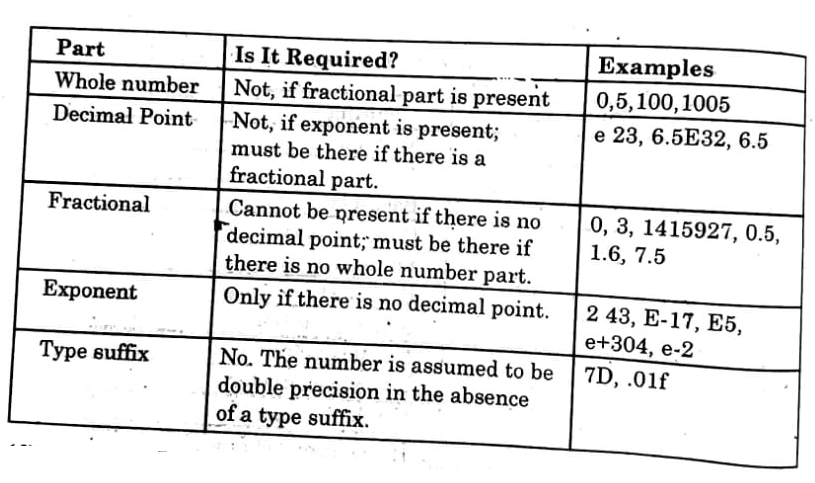 Part Is It Required? Examples
Whole number Not, if fractional part is present 0,5,100,1005
Decimal Point Not, if exponent is present; e 23, 6.5E32, 6.5
must be there if there is a
fractional part.
Fractional Cannot be present if there is no 0, 3, 1415927, 0.5,
decimal point; must be there if 1.6, 7.5
there is no whole number part.
Exponent Only if there is no decimal point. 2 43, E-17, E5,
e+304, e-2
Type suffix No. The number is assumed to be 7D, .01f
double precision in the absence
of a type suffix.